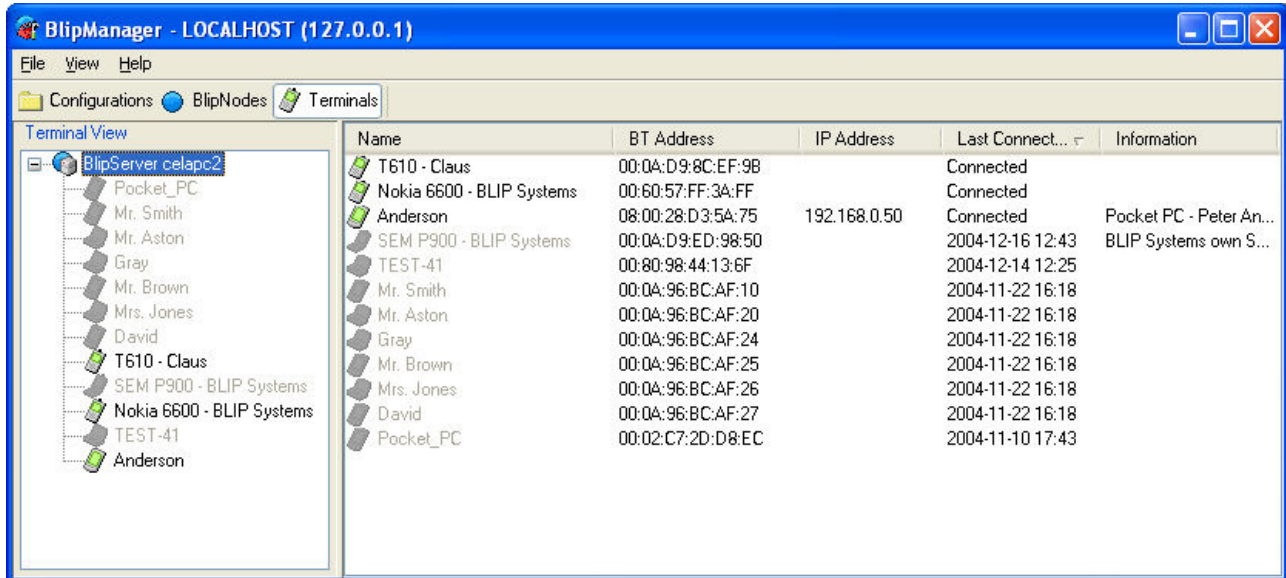 BlipManager - LOCALHOST (127.0.0.1)
File View Help
Configurations BlipNodes Terminals
Terminal View
BlipServer celapc2
Pocket_PC
Mr. Smith
Mr. Aston
Gray
Mr. Brown
Mrs. Jones
David
T610 - Claus
SEM P900 - BLIP Systems
Nokia 6600 - BLIP Systems
TEST-41
Anderson
Name BT Address IP Address Last Connect... Information
T610 - Claus 00:0A:D9:8C:EF:9B Connected
Nokia 6600 - BLIP Systems 00:60:57:FF:3A:FF Connected
Anderson 08:00:28:D3:5A:75 192.168.0.50 Connected Pocket PC - Peter An...
SEM P900 - BLIP Systems 00:0A:D9:ED:98:50 2004-12-16 12:43 BLIP Systems own S...
TEST-41 00:80:98:44:13:6F 2004-12-14 12:25
Mr. Smith 00:0A:96:BC:AF:10 2004-11-22 16:18
Mr. Aston 00:0A:96:BC:AF:20 2004-11-22 16:18
Gray 00:0A:96:BC:AF:24 2004-11-22 16:18
Mr. Brown 00:0A:96:BC:AF:25 2004-11-22 16:18
Mrs. Jones 00:0A:96:BC:AF:26 2004-11-22 16:18
David 00:0A:96:BC:AF:27 2004-11-22 16:18
Pocket_PC 00:02:C7:2D:D8:EC 2004-11-10 17:43